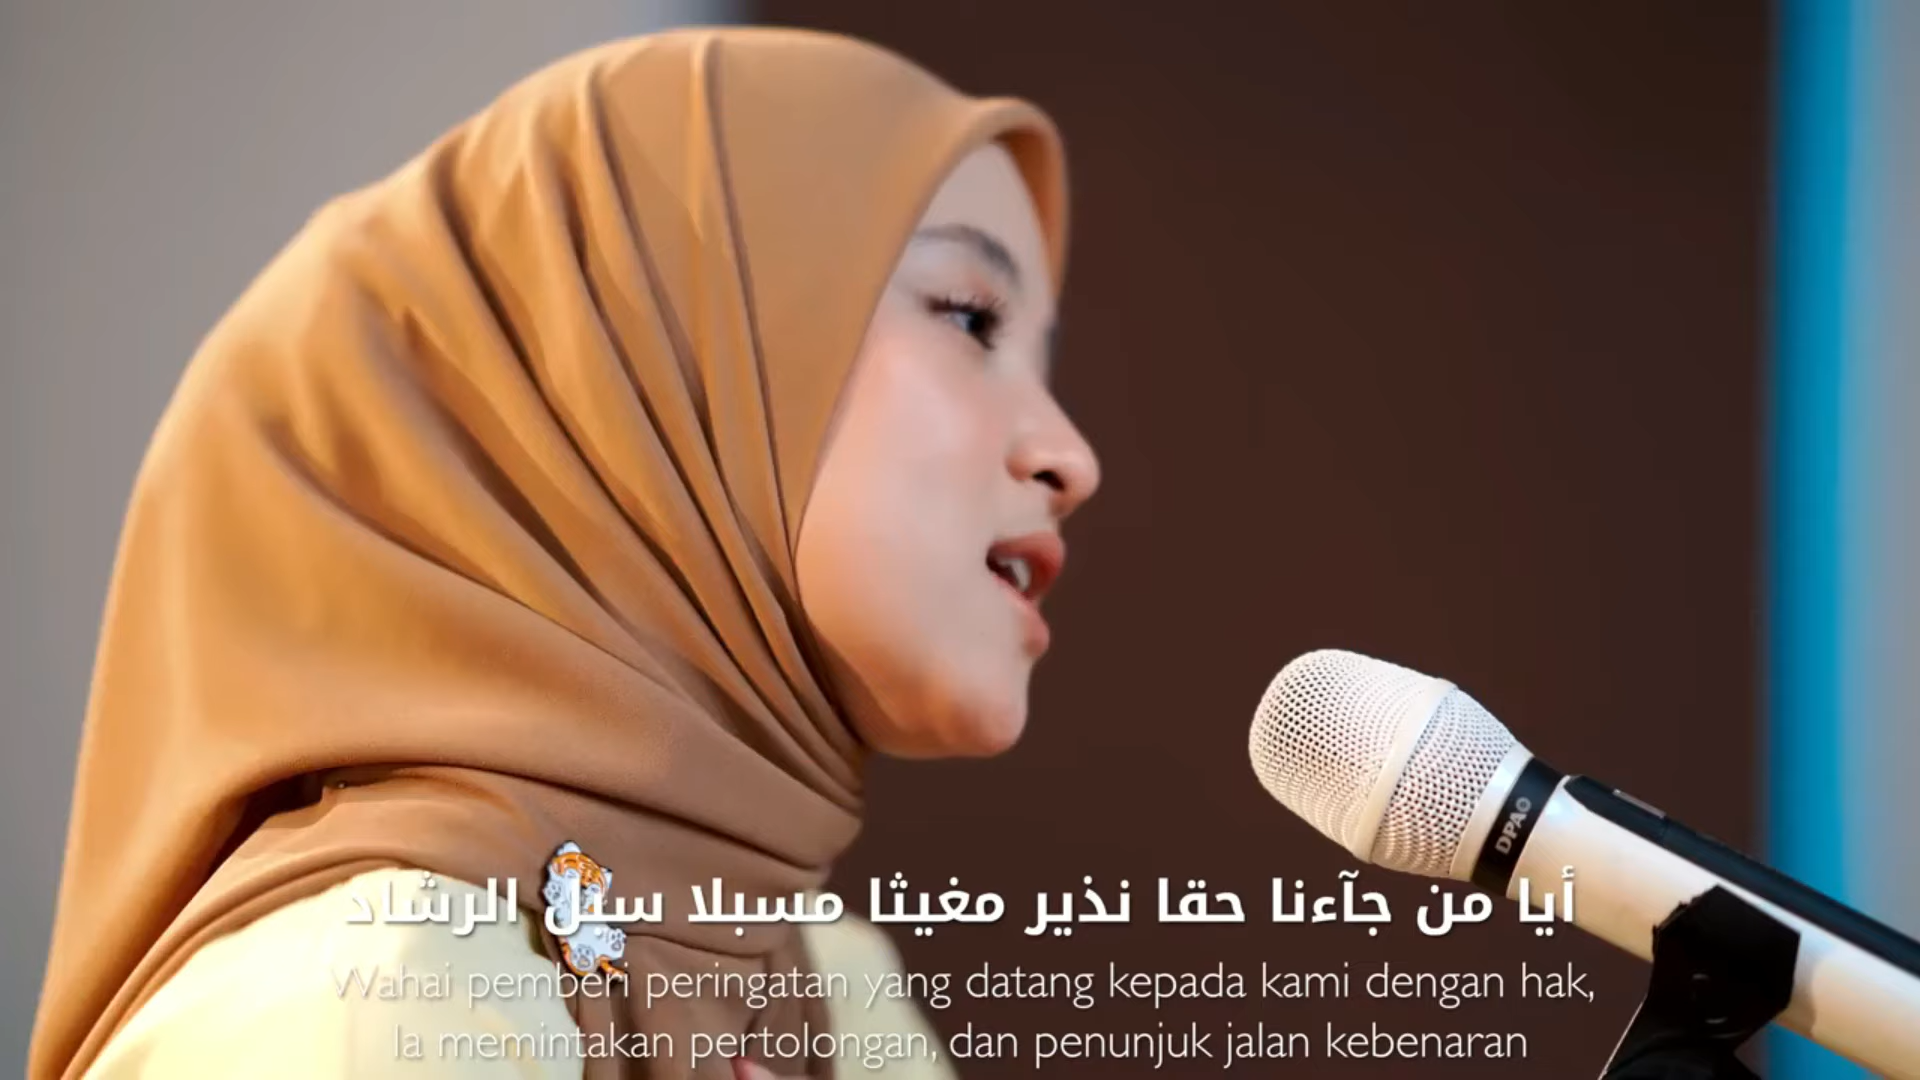 DPA
أيا من جآءنا حقا نذير مغيثا مسبلا سبل الرشاد
Wahai pemberi peringatan yang datang kepada kami dengan hak,
Ia memintakan pertolongan, dan penunjuk jalan kebenaran